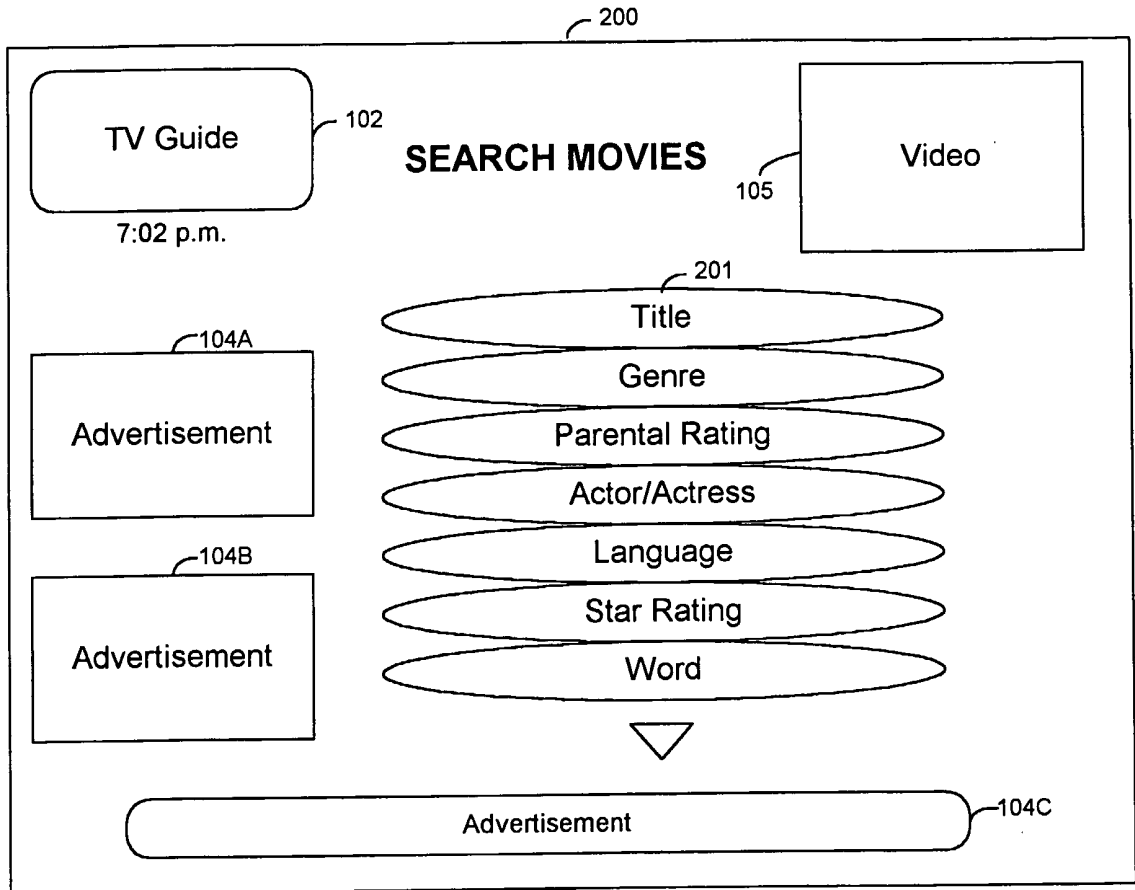 200
TV Guide
102
SEARCH MOVIES
Video
105
7:02 p.m.
201
Title
Genre
Parental Rating
Actor/Actress
Language
Star Rating
Word
104A
Advertisement
104B
Advertisement
Advertisement
104C